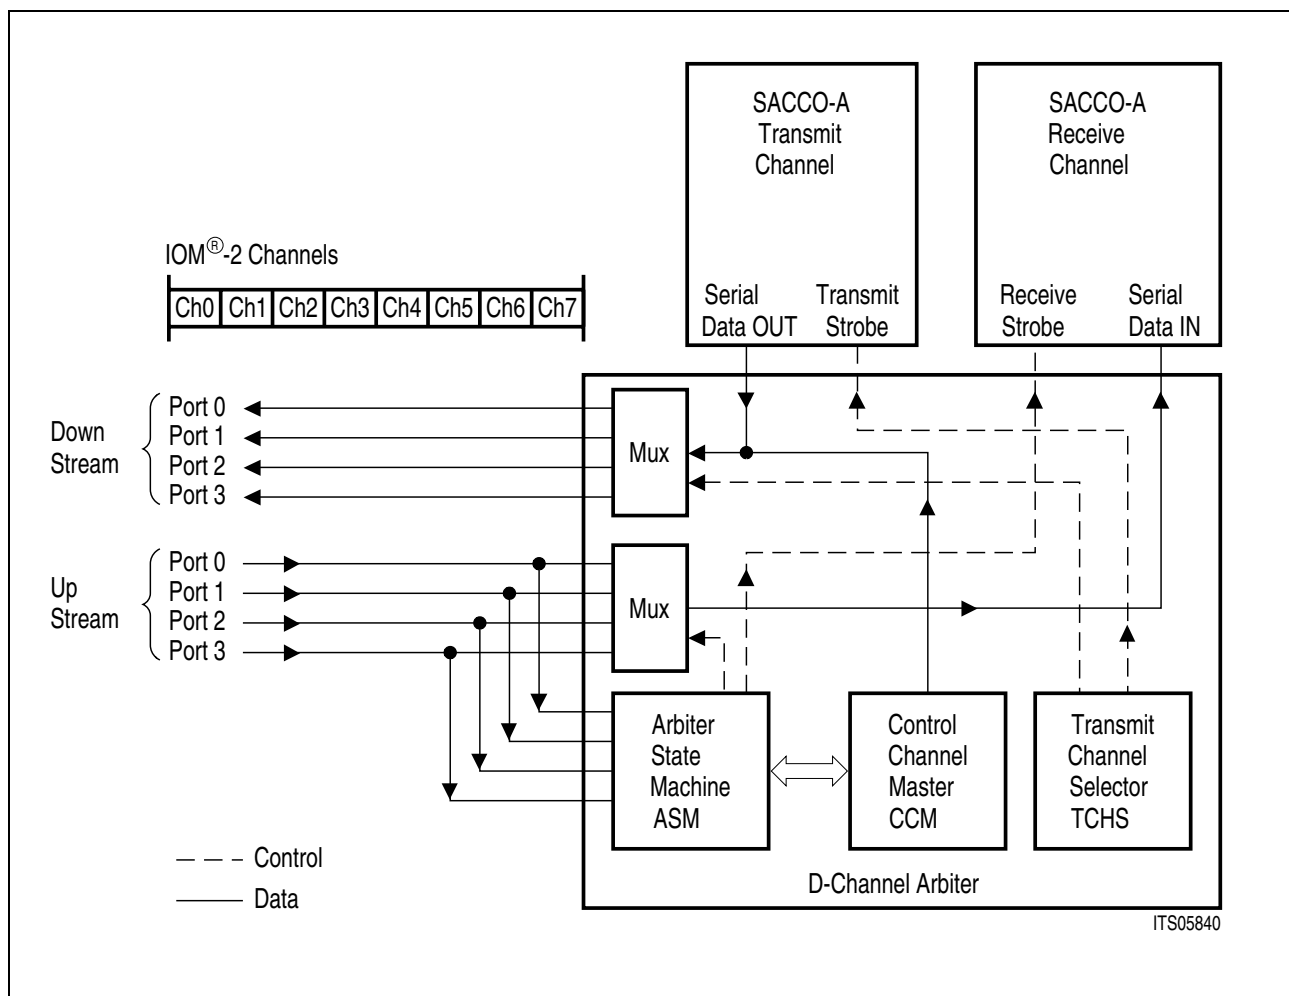 SACCO-A
Transmit
Channel
SACCO-A
Receive
Channel
IOM®-2 Channels
Ch0 Ch1 Ch2 Ch3 Ch4 Ch5 Ch6 Ch7
Serial
Data OUT
Transmit
Strobe
Receive
Strobe
Serial
Data IN
Down
Stream
Port 0
Port 1
Port 2
Port 3
Mux
Up
Stream
Port 0
Port 1
Port 2
Port 3
Mux
Arbiter
State
Machine
ASM
Control
Channel
Master
CCM
Transmit
Channel
Selector
TCHS
Control
Data
D-Channel Arbiter
ITS05840